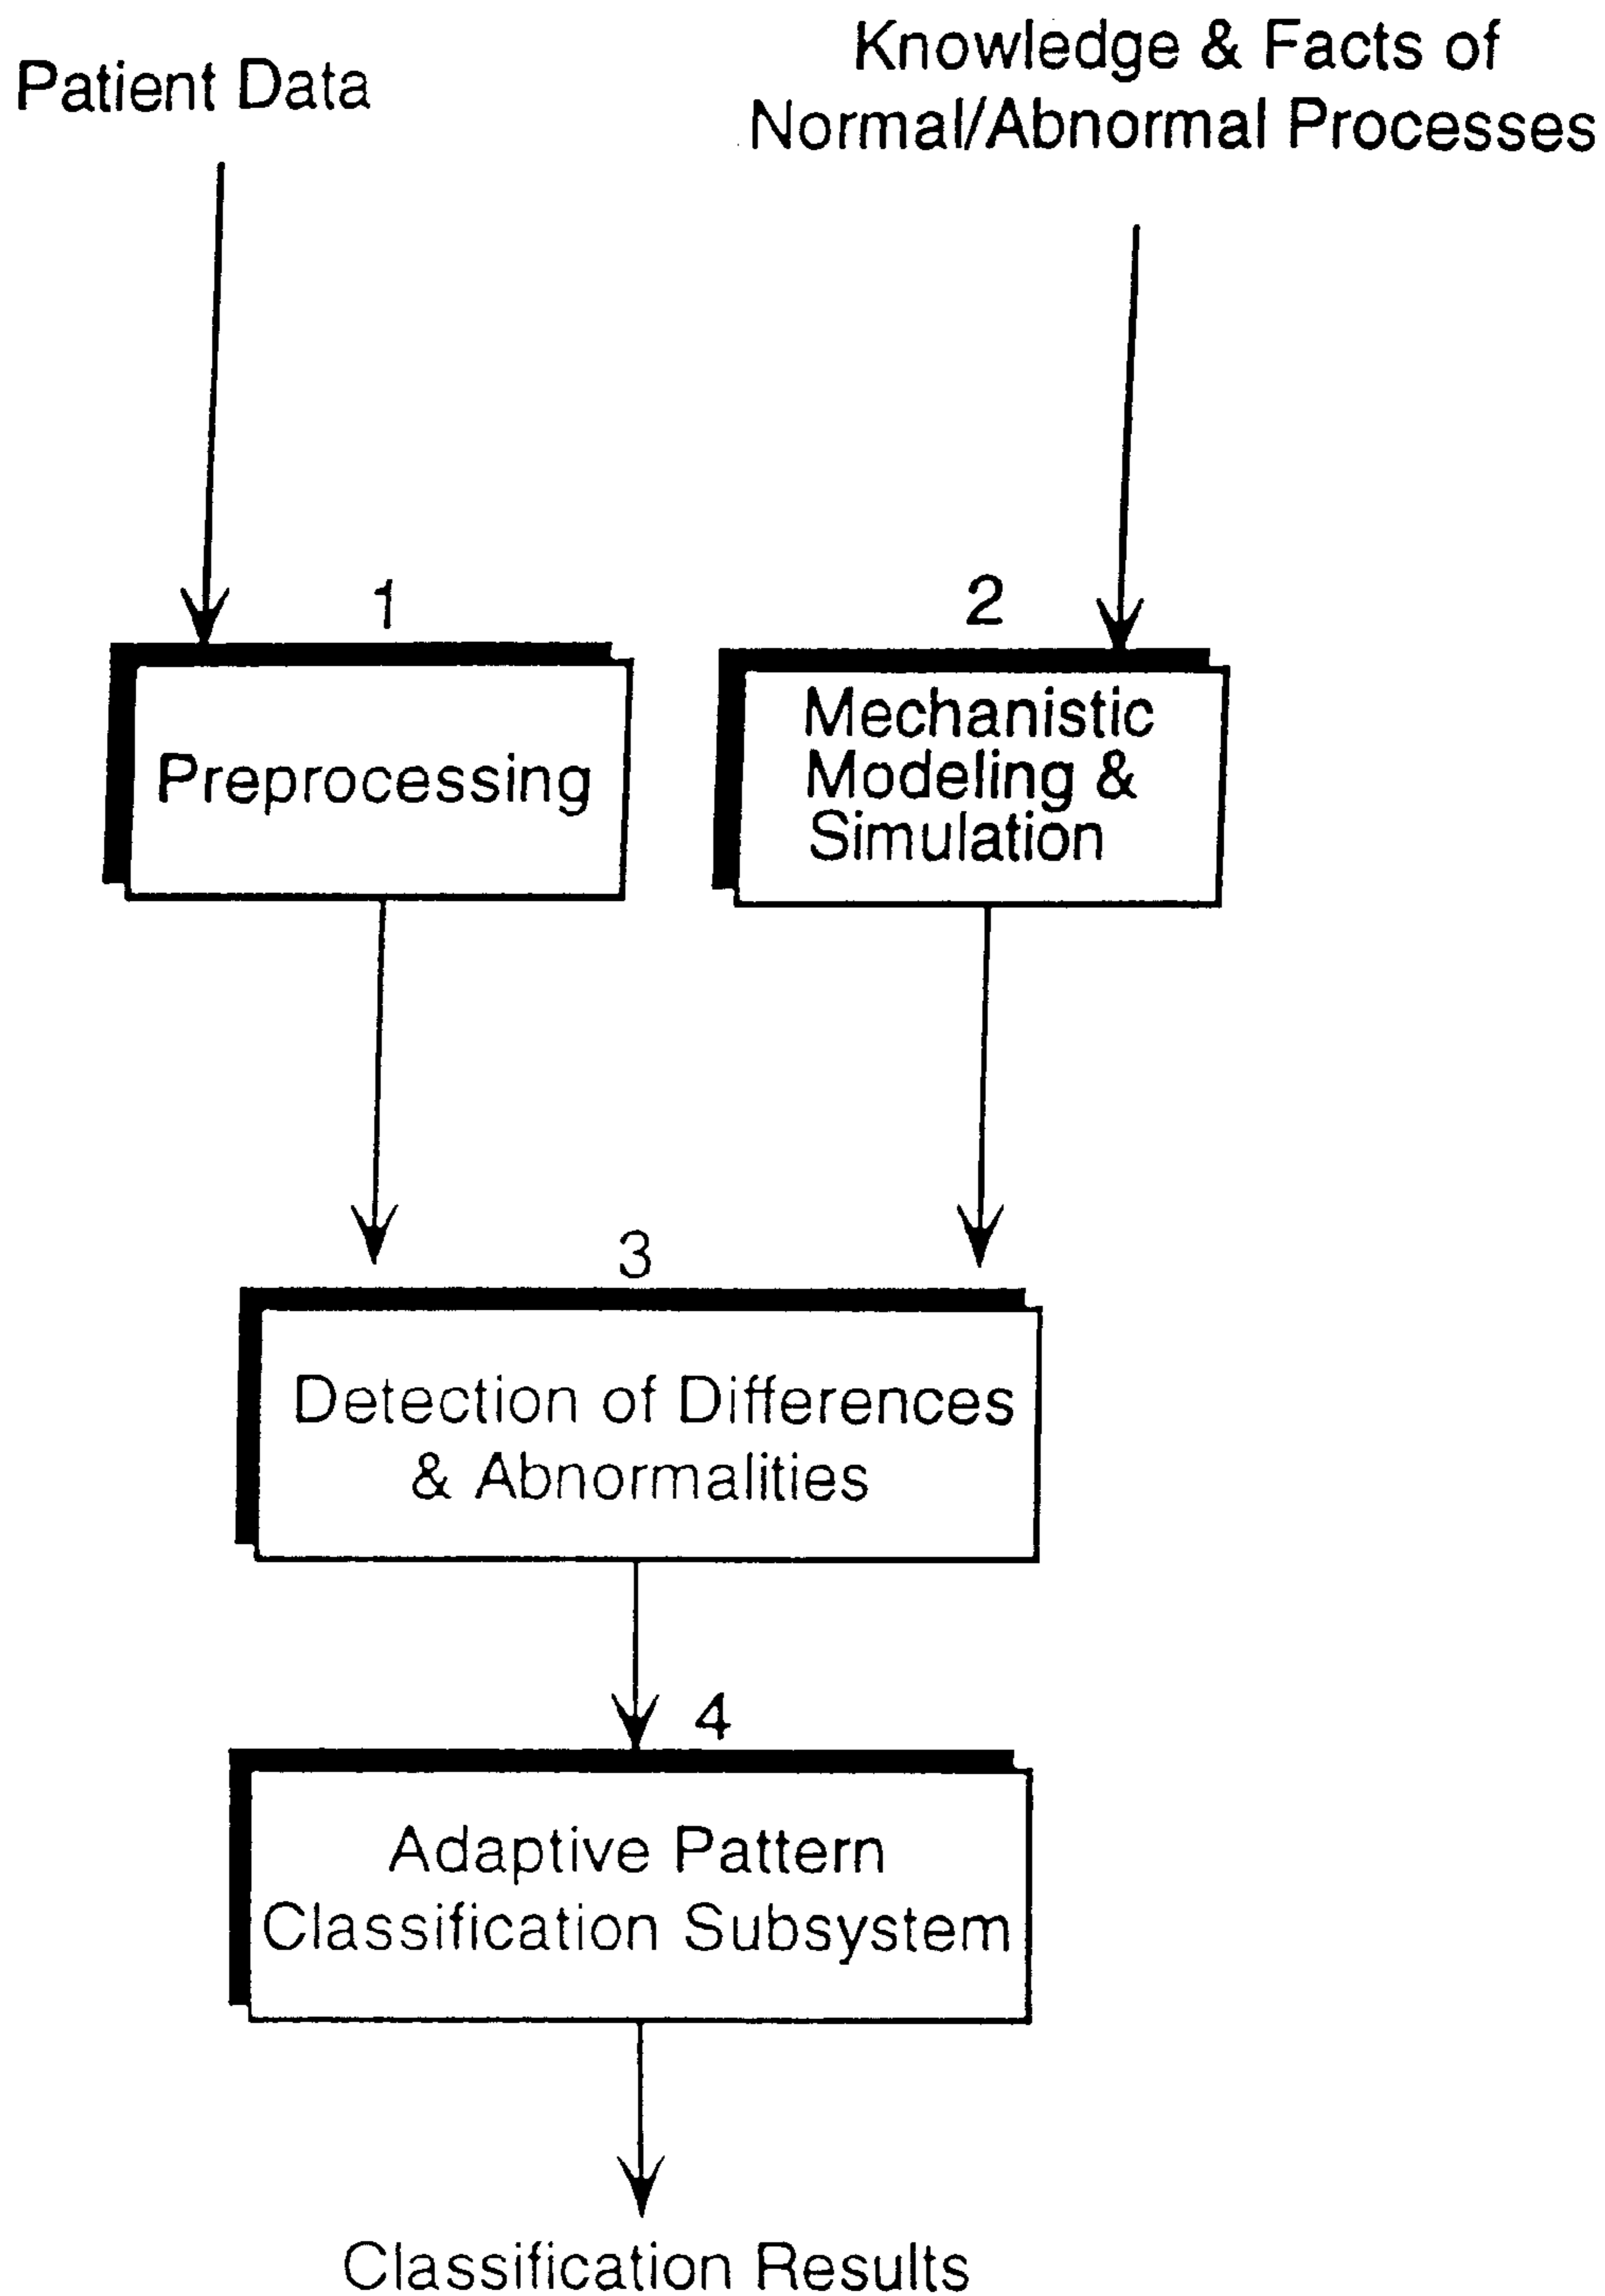 Patient Data
Knowledge & Facts of
Normal/Abnormal Processes
1
2
Preprocessing
Mechanistic
Modeling &
Simulation
3
Detection of Differences
& Abnormalities
4
Adaptive Pattern
Classification Subsystem
Classification Results